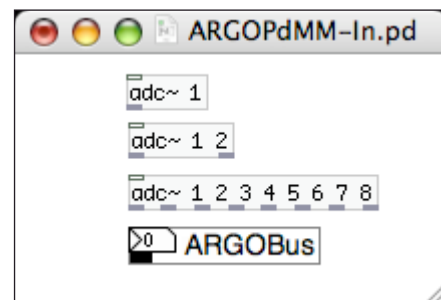 ARGOPdMM-In.pd
adc~ 1
adc~ 1 2
adc~ 1 2 3 4 5 6 7 8
>0 ARGOBus